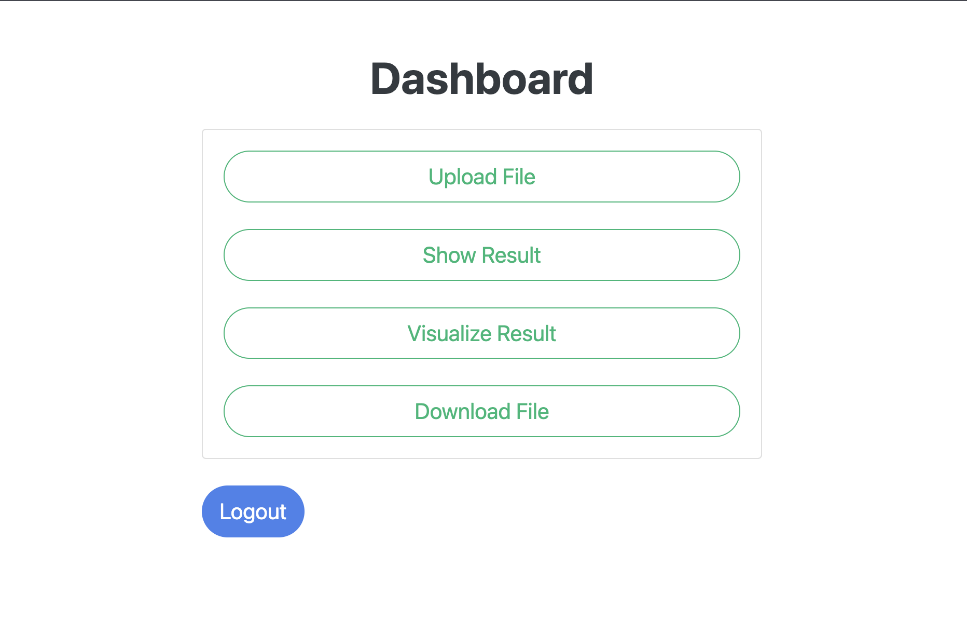 Dashboard
Upload File
Show Result
Visualize Result
Download File
Logout